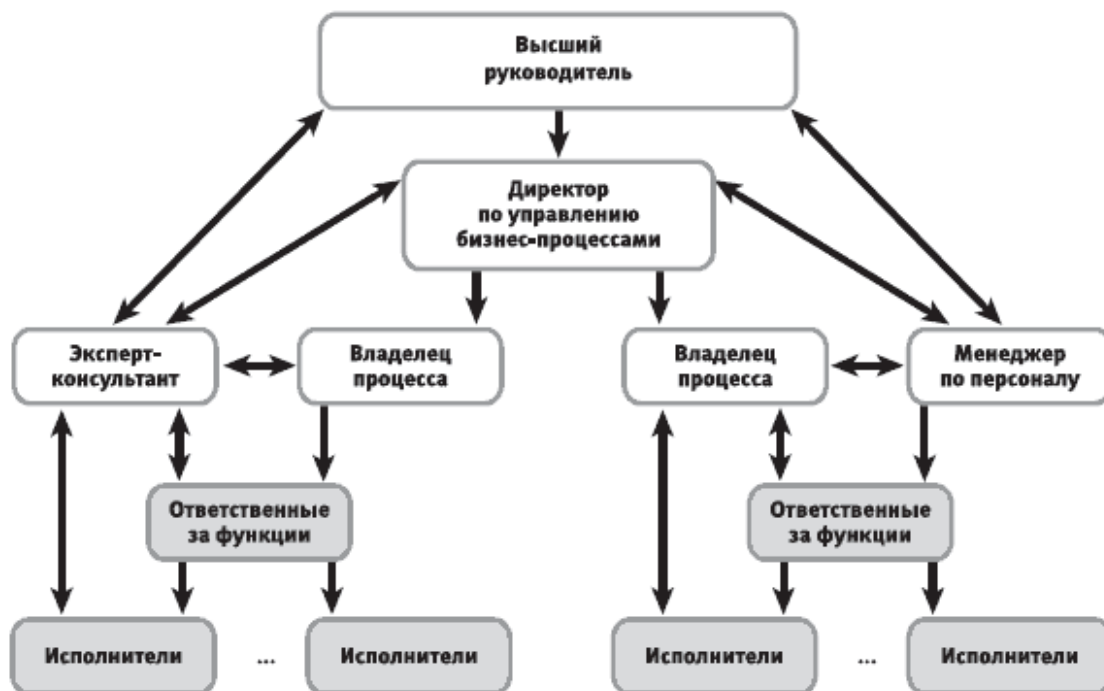 Высший
руководитель
Директор
по управлению
бизнес-процессами
Эксперт-
консультант
Владелец
процесса
Владелец
процесса
Менеджер
по персоналу
Ответственные
за функции
Ответственные
за функции
Исполнители
...
Исполнители
Исполнители
...
Исполнители